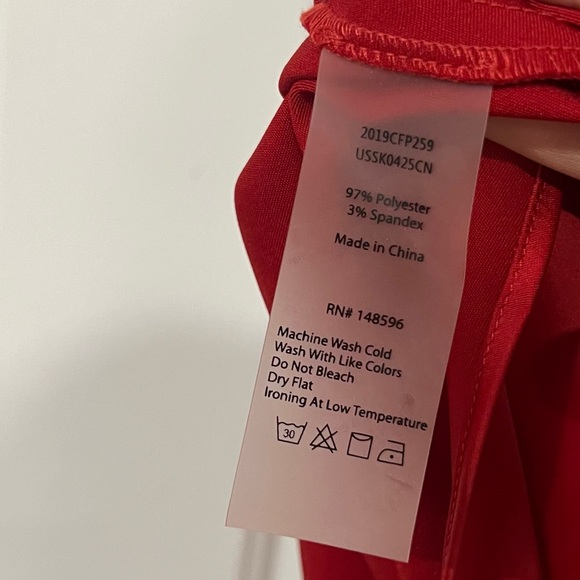 2019CFP259
USSK0425CN
97% Polyester
3% Spandex
Made in China
RN# 148596
Machine Wash Cold
Wash With Like Colors
Do Not Bleach
Dry Flat
Ironing At Low Temperature
30